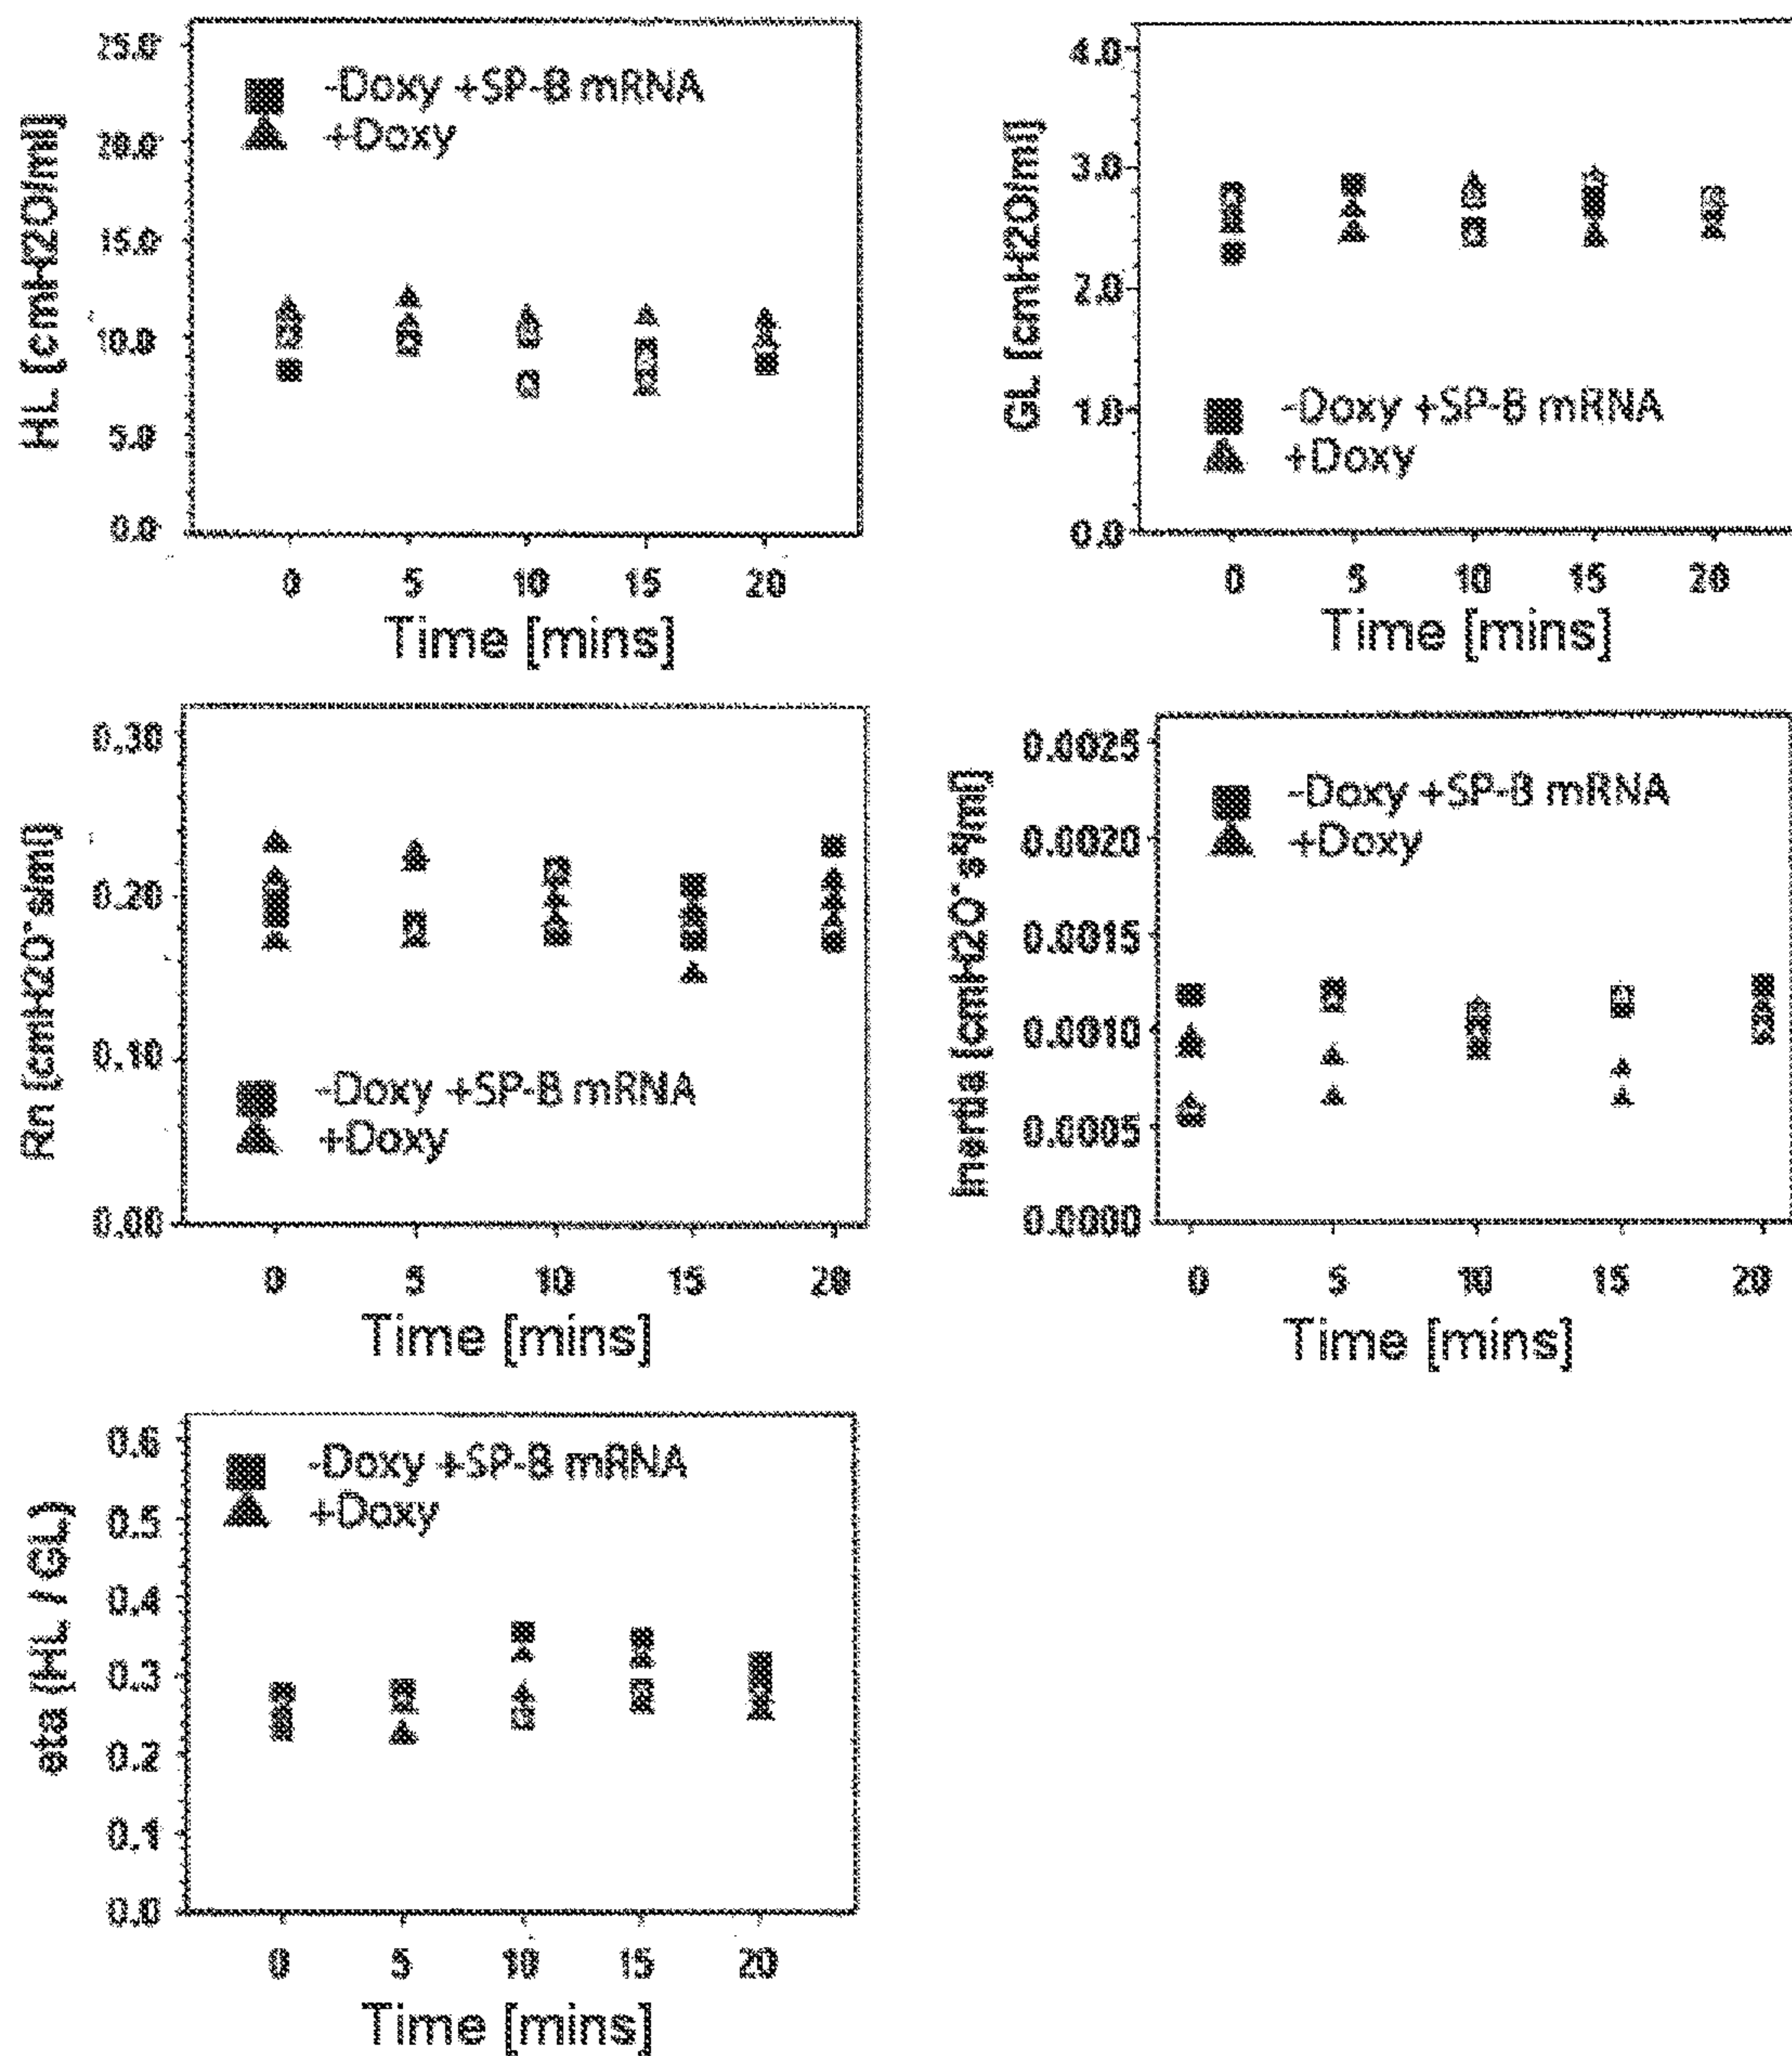 HL [cmH2O/ml]
25.0
20.0
15.0
10.0
5.0
0.0
-Doxy +SP-B mRNA
+Doxy
0 5 10 15 20
Time [mins]
GL [cmH2O/ml]
4.0
3.0
2.0
1.0
0.0
-Doxy +SP-B mRNA
+Doxy
0 5 10 15 20
Time [mins]
Rn [cmH2O*s/ml]
0.30
0.20
0.10
0.00
-Doxy +SP-B mRNA
+Doxy
0 5 10 15 20
Time [mins]
Inertia
0.0025
0.0020
0.0015
0.0010
0.0005
0.0000
-Doxy +SP-B mRNA
+Doxy
0 5 10 15 20
Time [mins]
eta (HL / GL)
0.6
0.5
0.4
0.3
0.2
0.1
0.0
-Doxy +SP-B mRNA
+Doxy
0 5 10 15 20
Time [mins]